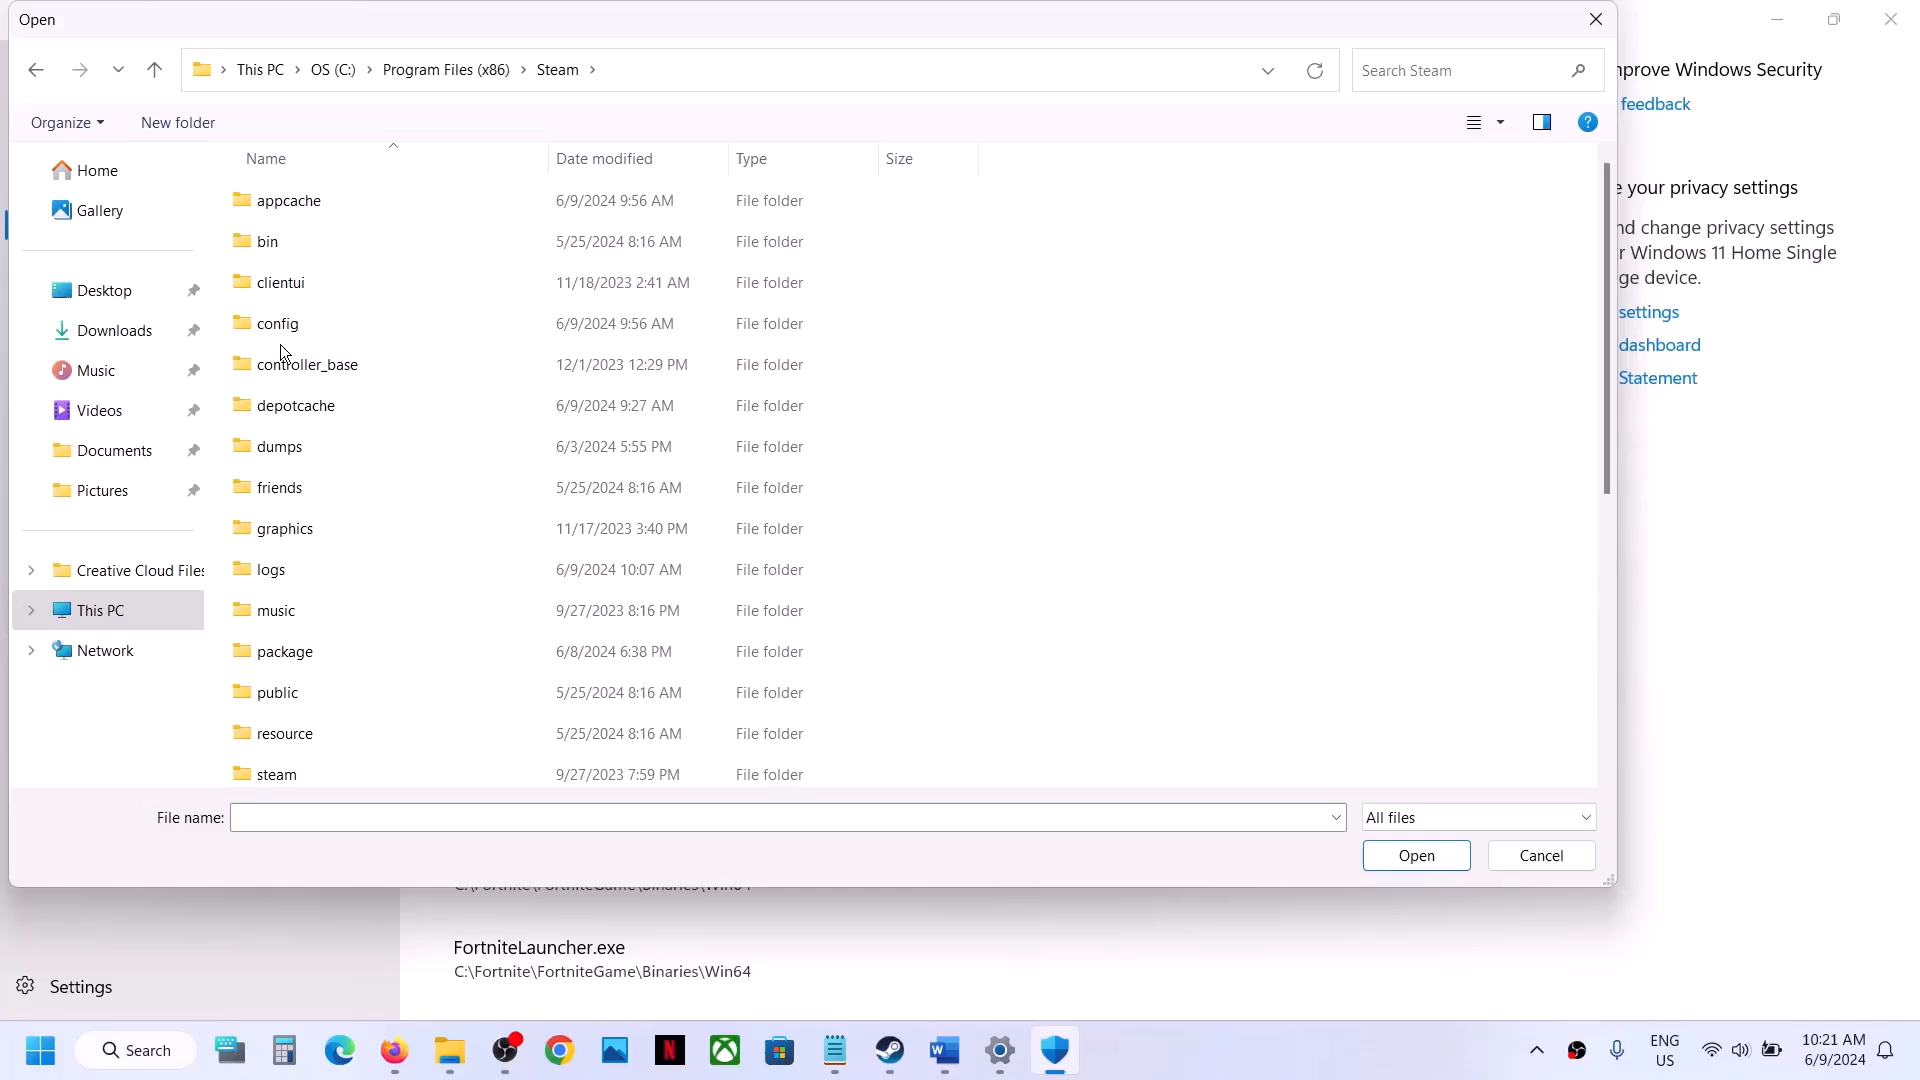 Open
This PC > OS (C:) > Program Files (x86) > Steam >
Search Steam
Organize
New folder
Name
Date modified
Type
Size
Home
Gallery
Desktop
Downloads
Music
Videos
Documents
Pictures
Creative Cloud Files
This PC
Network
appcache 6/9/2024 9:56 AM File folder
bin 5/25/2024 8:16 AM File folder
clientui 11/18/2023 2:41 AM File folder
config 6/9/2024 9:56 AM File folder
controller_base 12/1/2023 12:29 PM File folder
depotcache 6/9/2024 9:27 AM File folder
dumps 6/3/2024 5:55 PM File folder
friends 5/25/2024 8:16 AM File folder
graphics 11/17/2023 3:40 PM File folder
logs 6/9/2024 10:07 AM File folder
music 9/27/2023 8:16 PM File folder
package 6/8/2024 6:38 PM File folder
public 5/25/2024 8:16 AM File folder
resource 5/25/2024 8:16 AM File folder
steam 9/27/2023 7:59 PM File folder
File name:
All files
Open
Cancel
Windows Security
feedback
your privacy settings
change privacy settings
Windows 11 Home Single
device.
settings
dashboard
Statement
C:\Fortnite\FortniteGame\Binaries\Win64
FortniteLauncher.exe
C:\Fortnite\FortniteGame\Binaries\Win64
Settings
Search
ENG
US
10:21 AM
6/9/2024